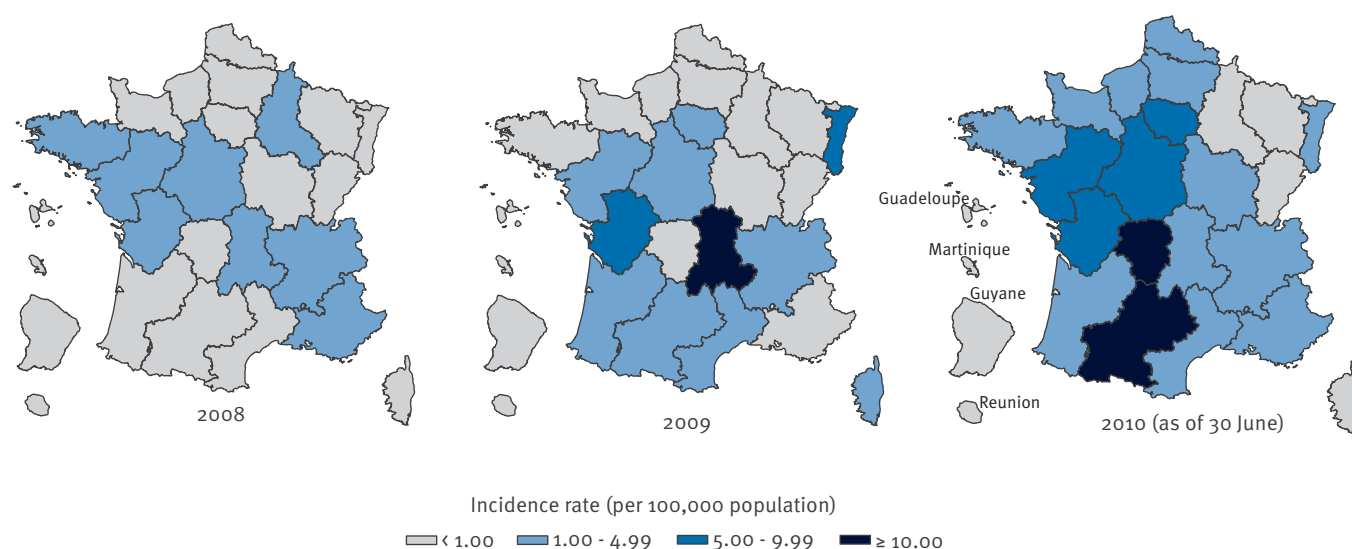 Guadeloupe
Martinique
Guyane
Reunion
2008
2009
2010 (as of 30 June)
Incidence rate (per 100,000 population)
< 1.00 1.00 - 4.99 5.00 - 9.99 ≥ 10.00